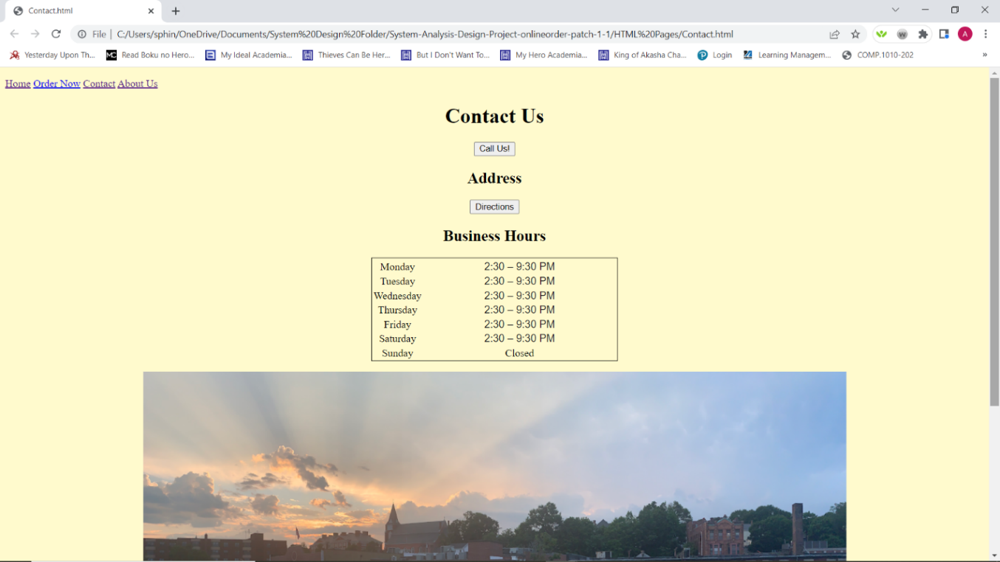 Contact.html
File | C:/Users/sphin/OneDrive/Documents/System%20Design%20Folder/System-Analysis-Design-Project-onlineorder-patch-1-1/HTML%20Pages/Contact.html
A
Yesterday Upon Th... MC Read Boku no Hero... My Ideal Academia... Thieves Can Be Her... But I Don't Want To... My Hero Academia... King of Akasha Cha... Login Learning Managem... COMP.1010-202 »
Home Order Now Contact About Us
Contact Us
Call Us!
Address
Directions
Business Hours
Monday 2:30 – 9:30 PM
Tuesday 2:30 – 9:30 PM
Wednesday 2:30 – 9:30 PM
Thursday 2:30 – 9:30 PM
Friday 2:30 – 9:30 PM
Saturday 2:30 – 9:30 PM
Sunday Closed